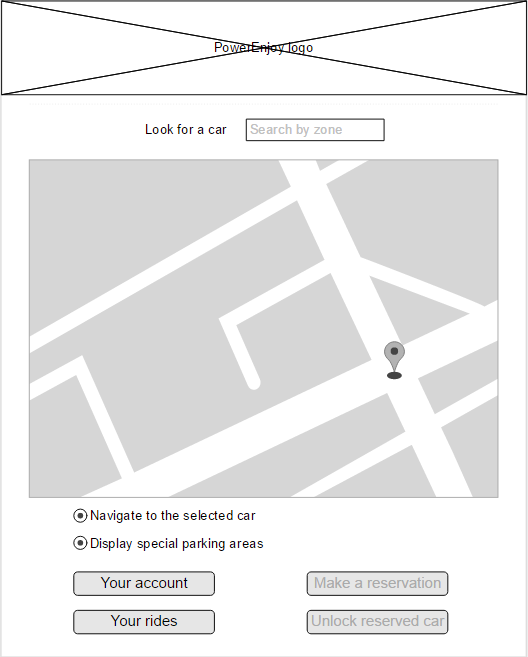 PowerEnjoy logo
Look for a car
Search by zone
Navigate to the selected car
Display special parking areas
Your account
Make a reservation
Your rides
Unlock reserved car